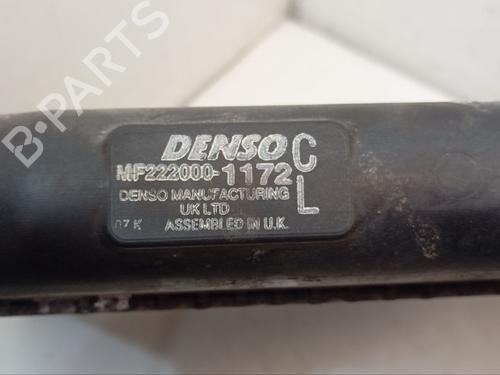 B-PARTS
DENSO C
MF222000-1172
DENSO MANUFACTURING
UK LTD L
07 K ASSEMBLED IN U.K.